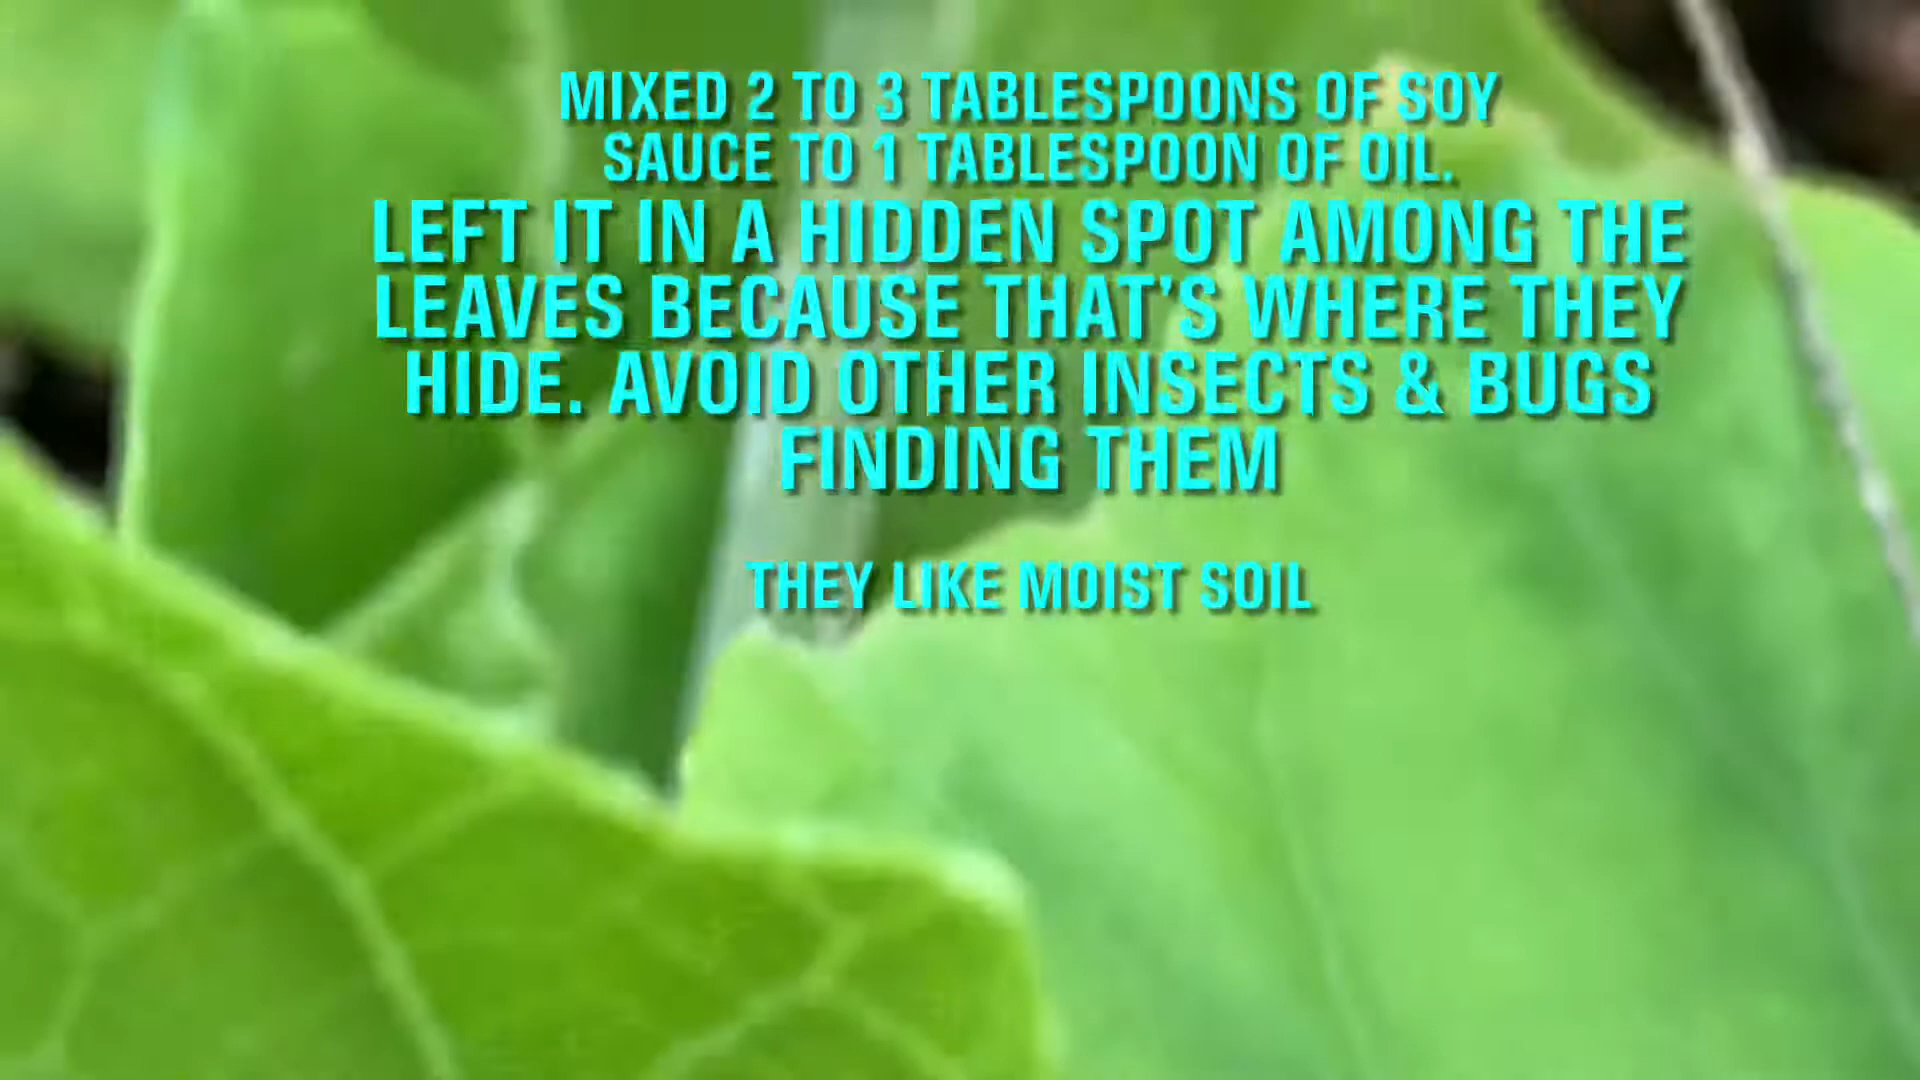 MIXED 2 TO 3 TABLESPOONS OF SOY
SAUCE TO 1 TABLESPOON OF OIL.
LEFT IT IN A HIDDEN SPOT AMONG THE
LEAVES BECAUSE THAT'S WHERE THEY
HIDE. AVOID OTHER INSECTS & BUGS
FINDING THEM
THEY LIKE MOIST SOIL